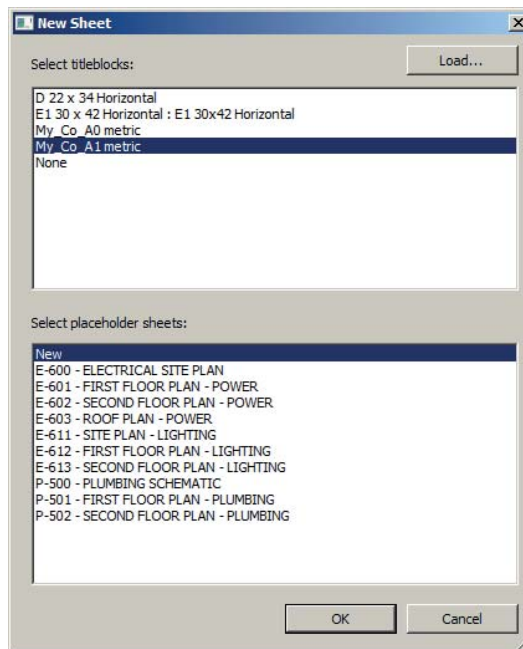 New Sheet
Select titleblocks:
Load...
D 22 x 34 Horizontal
E1 30 x 42 Horizontal : E1 30x42 Horizontal
My_Co_A0 metric
My_Co_A1 metric
None
Select placeholder sheets:
New
E-600 - ELECTRICAL SITE PLAN
E-601 - FIRST FLOOR PLAN - POWER
E-602 - SECOND FLOOR PLAN - POWER
E-603 - ROOF PLAN - POWER
E-611 - SITE PLAN - LIGHTING
E-612 - FIRST FLOOR PLAN - LIGHTING
E-613 - SECOND FLOOR PLAN - LIGHTING
P-500 - PLUMBING SCHEMATIC
P-501 - FIRST FLOOR PLAN - PLUMBING
P-502 - SECOND FLOOR PLAN - PLUMBING
OK
Cancel